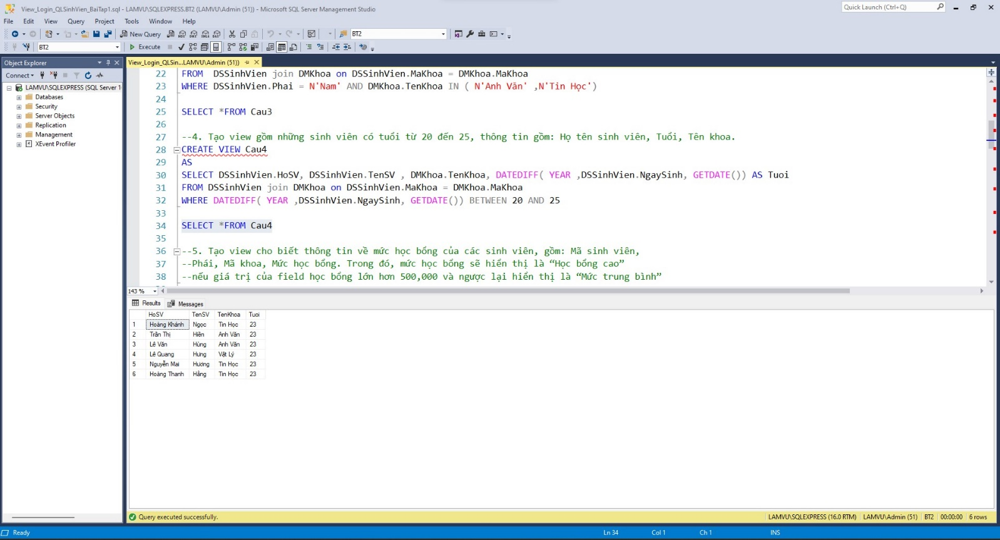 View_Login_QLSinhVien_BaiTap1.sql - LAMVU\SQLEXPRESS.BT2 (LAMVU\Admin (51)) - Microsoft SQL Server Management Studio
Quick Launch (Ctrl+Q)
File Edit View Query Project Tools Window Help
New Query
BT2
BT2
Execute
Object Explorer
View_Login_QLSin...LAMVU\Admin (51))
Connect
LAMVU\SQLEXPRESS (SQL Server 1
Databases
Security
Server Objects
Replication
Management
XEvent Profiler
22 FROM  DSSinhVien join DMKhoa on DSSinhVien.MaKhoa = DMKhoa.MaKhoa
23 WHERE DSSinhVien.Phai = N'Nam' AND DMKhoa.TenKhoa IN ( N'Anh Văn' ,N'Tin Học')
24
25 SELECT *FROM Cau3
26
27 --4. Tạo view gồm những sinh viên có tuổi từ 20 đến 25, thông tin gồm: Họ tên sinh viên, Tuổi, Tên khoa.
28 CREATE VIEW Cau4
29 AS
30 SELECT DSSinhVien.HoSV, DSSinhVien.TenSV , DMKhoa.TenKhoa, DATEDIFF( YEAR ,DSSinhVien.NgaySinh, GETDATE()) AS Tuoi
31 FROM DSSinhVien join DMKhoa on DSSinhVien.MaKhoa = DMKhoa.MaKhoa
32 WHERE DATEDIFF( YEAR ,DSSinhVien.NgaySinh, GETDATE()) BETWEEN 20 AND 25
33
34 SELECT *FROM Cau4
35
36 --5. Tạo view cho biết thông tin về mức học bổng của các sinh viên, gồm: Mã sinh viên,
37 --Phái, Mã khoa, Mức học bổng. Trong đó, mức học bổng sẽ hiển thị là “Học bổng cao”
38 --nếu giá trị của field học bổng lớn hơn 500,000 và ngược lại hiển thị là “Mức trung bình”
143 %
Results Messages
HoSV TenSV TenKhoa Tuoi
1 Hoàng Khánh Ngọc Tin Học 23
2 Trần Thị Hiền Anh Văn 23
3 Lê Văn Hùng Anh Văn 23
4 Lê Quang Hưng Vật Lý 23
5 Nguyễn Mai Hương Tin Học 23
6 Hoàng Thanh Hằng Tin Học 23
Query executed successfully.
LAMVU\SQLEXPRESS (16.0 RTM) LAMVU\Admin (51) BT2 00:00:00 6 rows
Ready Ln 34 Col 1 Ch 1 INS